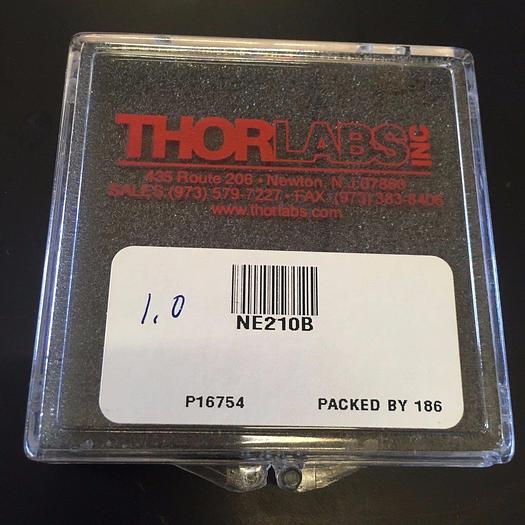 THORLABS INC
435 Route 206 • Newton, NJ 07860
SALES (973) 579-7227 • FAX (973) 383-8406
www.thorlabs.com
1.0
NE210B
P16754 PACKED BY 186